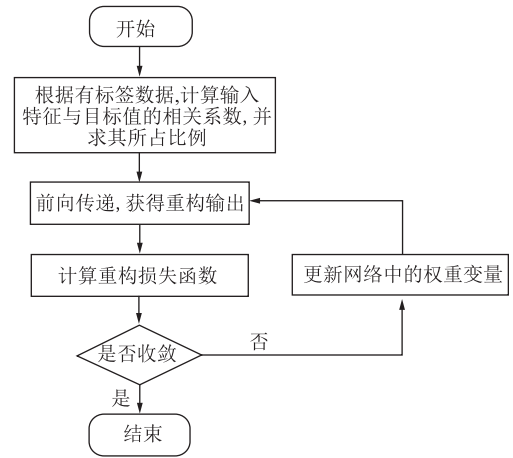 开始
根据有标签数据,计算输入
特征与目标值的相关系数,并
求其所占比例
前向传递,获得重构输出
计算重构损失函数
更新网络中的权重变量
是否收敛
否
是
结束